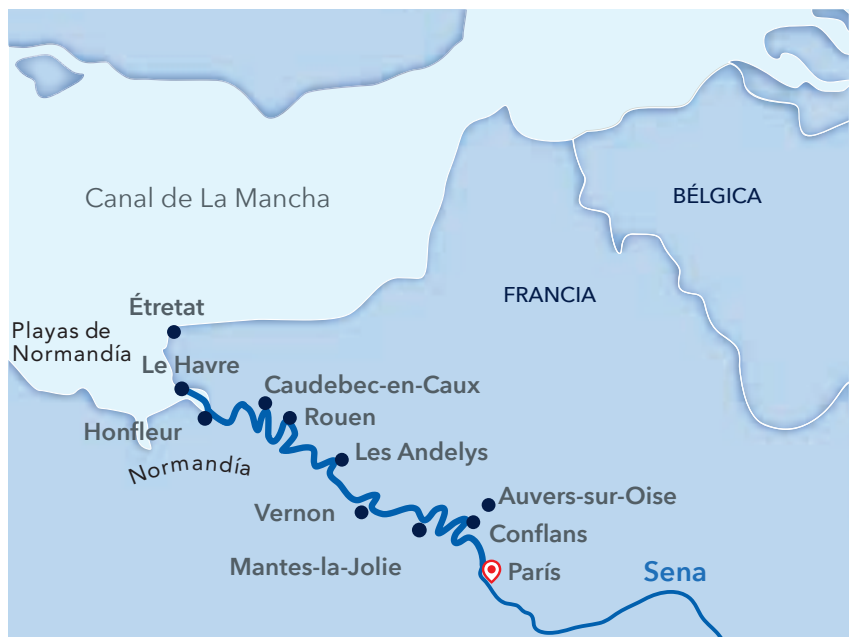 Canal de La Mancha
BÉLGICA
FRANCIA
Étretat
Playas de
Normandía
Le Havre
Caudebec-en-Caux
Rouen
Honfleur
Les Andelys
Normandía
Auvers-sur-Oise
Vernon
Conflans
Mantes-la-Jolie
París
Sena